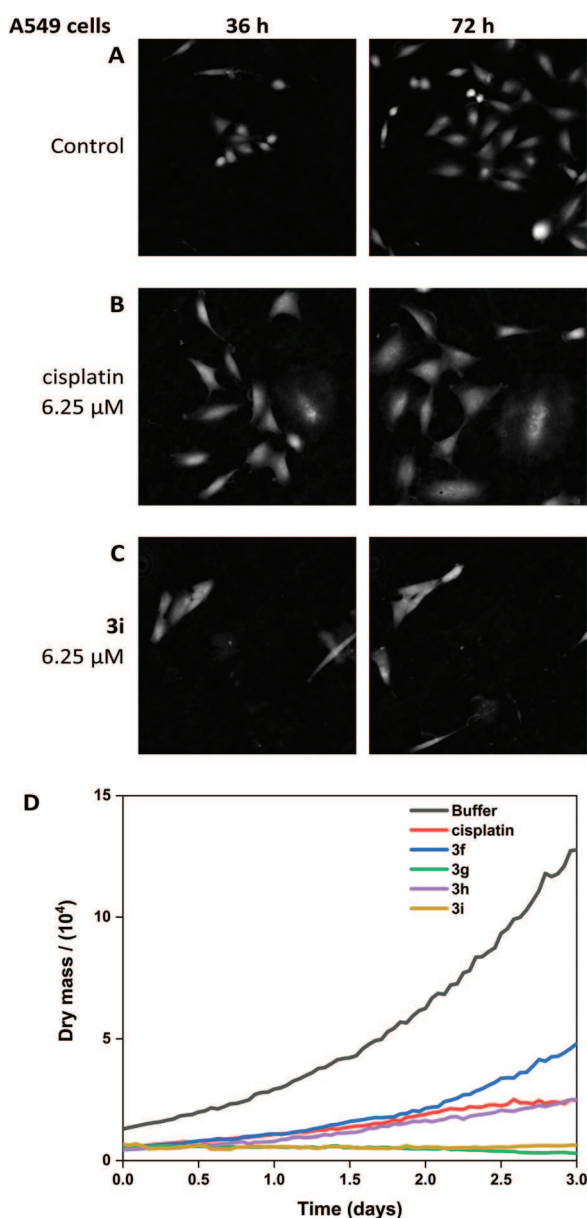 A549 cells 36 h 72 h
A
Control
B
cisplatin
6.25 µM
C
3i
6.25 µM
D
15
10
5
0
Dry mass / (10⁴)
Buffer
cisplatin
3f
3g
3h
3i
0.0 0.5 1.0 1.5 2.0 2.5 3.0
Time (days)